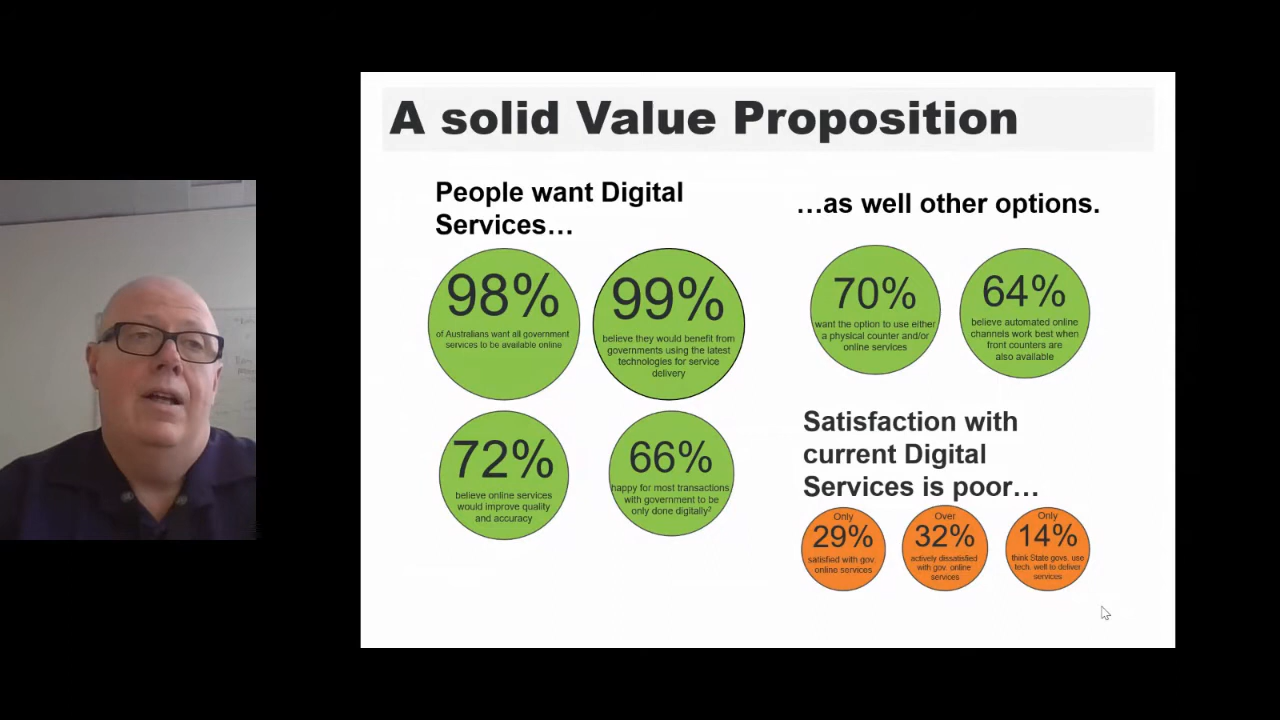 A solid Value Proposition
People want Digital
Services…
98%
of Australians want all government
services to be available online
99%
believe they would benefit from
governments using the latest
technologies for service
delivery
72%
believe online services
would improve quality
and accuracy
66%
happy for most transactions
with government to be
only done digitally²
…as well other options.
70%
want the option to use either
a physical counter and/or
online services
64%
believe automated online
channels work best when
front counters are
also available
Satisfaction with
current Digital
Services is poor…
Only
29%
satisfied with gov.
online services
Over
32%
actively dissatisfied
with gov. online
services
Only
14%
think State govs. use
tech. well to deliver
services